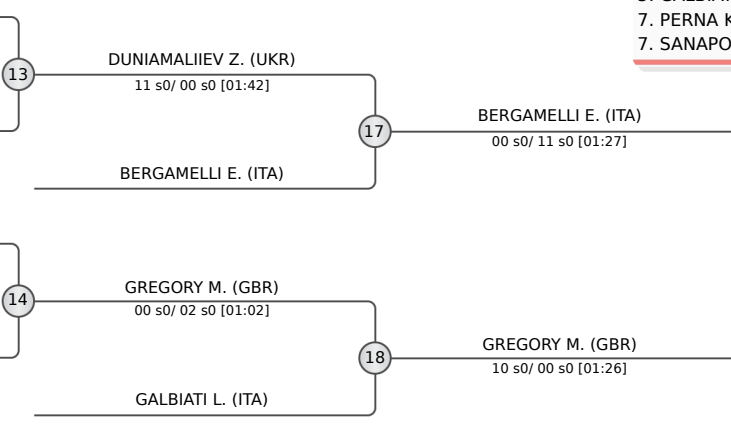 7. PERNA
7. SANAPO
13
DUNIAMALIIEV Z. (UKR)
11 s0/ 00 s0 [01:42]
17
BERGAMELLI E. (ITA)
00 s0/ 11 s0 [01:27]
BERGAMELLI E. (ITA)
14
GREGORY M. (GBR)
00 s0/ 02 s0 [01:02]
18
GREGORY M. (GBR)
10 s0/ 00 s0 [01:26]
GALBIATI L. (ITA)